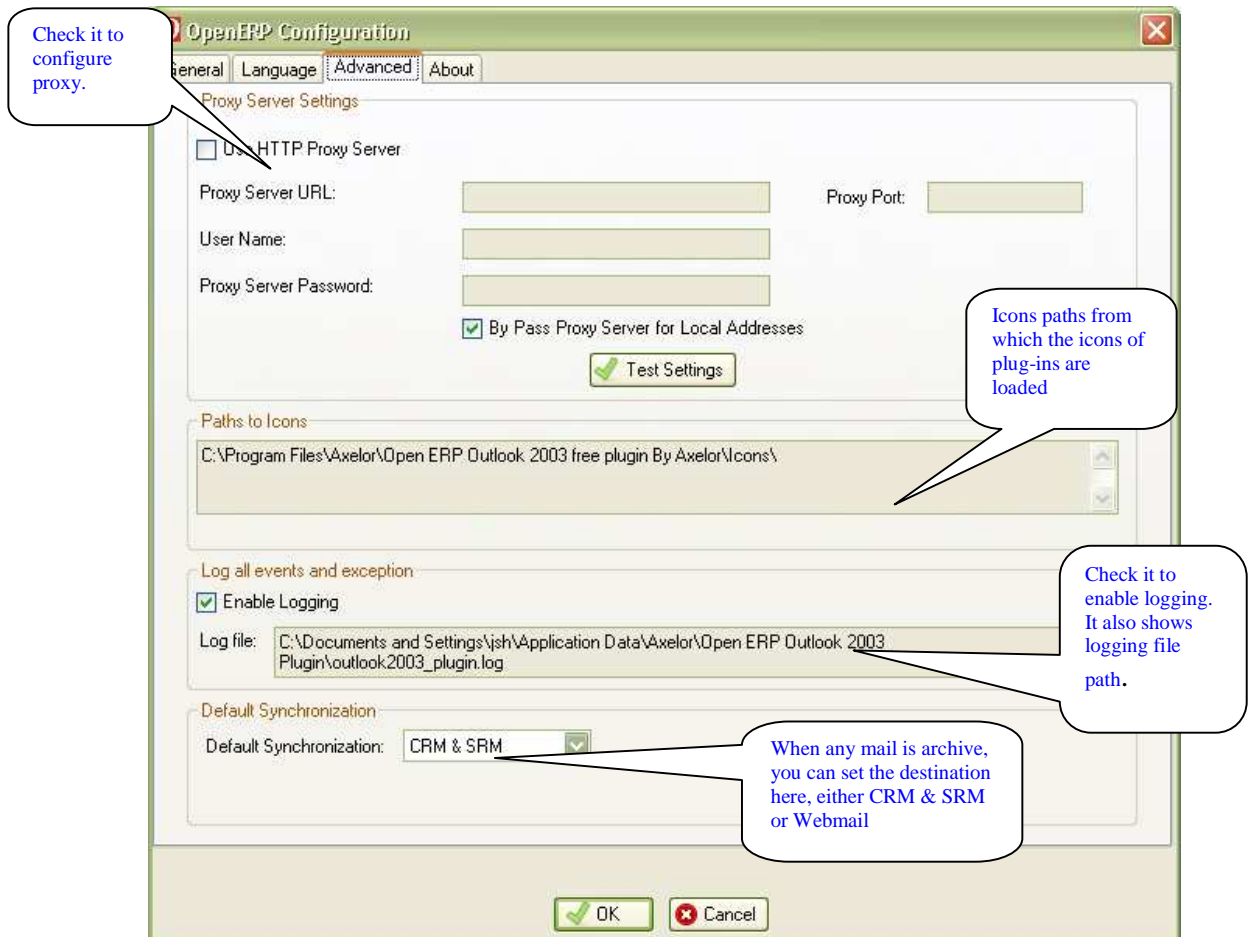 Check it to
configure
proxy.
OpenERP Configuration
General Language Advanced About
Proxy Server Settings
Use HTTP Proxy Server
Proxy Server URL:
Proxy Port:
User Name:
Proxy Server Password:
By Pass Proxy Server for Local Addresses
Test Settings
Icons paths from
which the icons of
plug-ins are
loaded
Paths to Icons
C:\Program Files\Axelor\Open ERP Outlook 2003 free plugin By Axelor\Icons\
Log all events and exception
Enable Logging
Log file:
C:\Documents and Settings\jsh\Application Data\Axelor\Open ERP Outlook 2003
Plugin\outlook2003_plugin.log
Check it to
enable logging.
It also shows
logging file
path.
Default Synchronization
Default Synchronization: CRM & SRM
When any mail is archive,
you can set the destination
here, either CRM & SRM
or Webmail
OK
Cancel